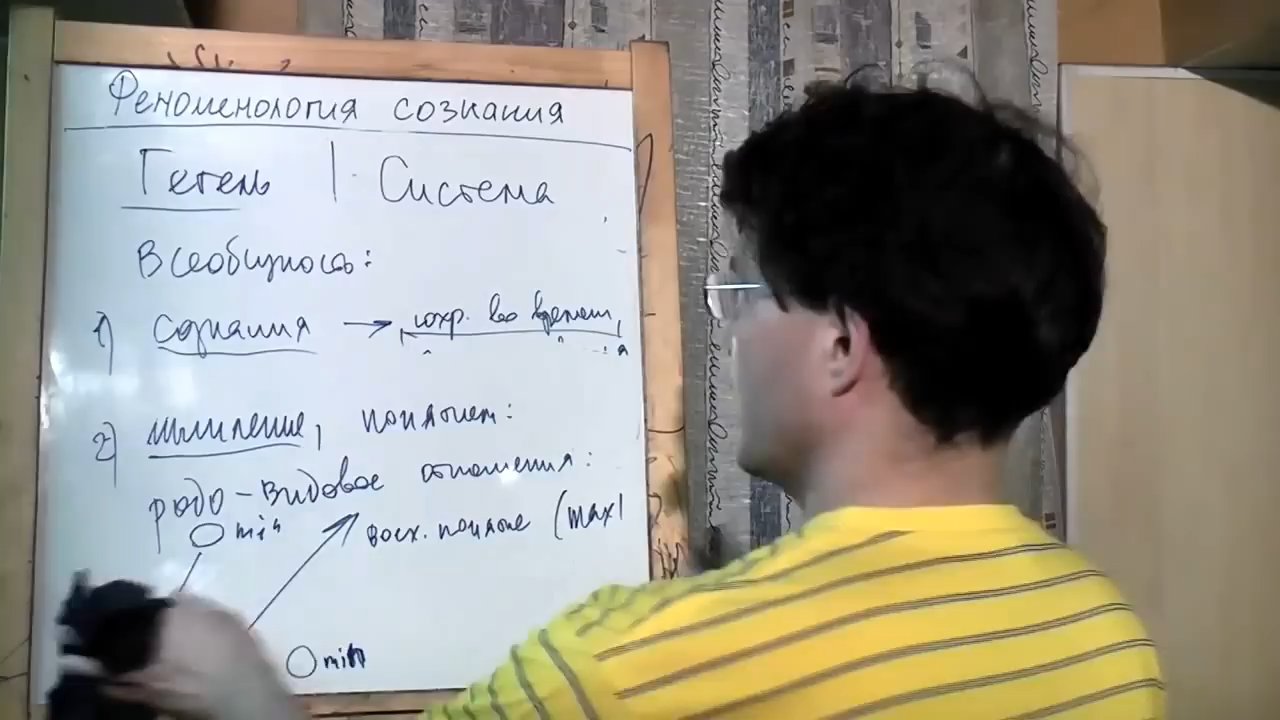 Феноменология сознания
Гегель | Система
Всеобщность:
1) сознания → сохр. во времени,
2) мышление, понятием:
родо-видовое отношения:
min восх. понятие (max)
min